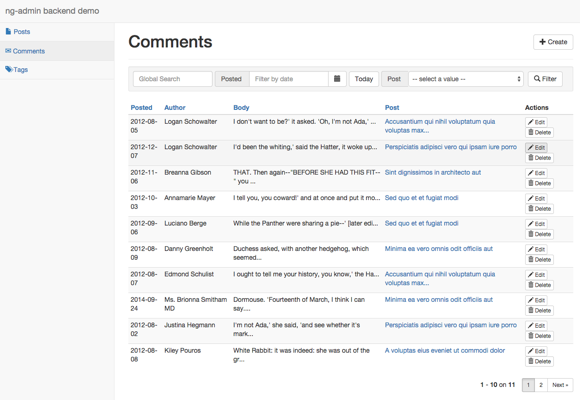 ng-admin backend demo
Posts
Comments
Tags
Comments
Create
Global Search Posted Filter by date Today Post -- select a value -- Filter
Posted Author Body Post Actions
2012-08- Logan Schowalter I don't want to be?' it asked. 'Oh, I'm not Ada,' ... Accusantium qui nihil voluptatum quia Edit
05 voluptas max... Delete
2012-12- Logan Schowalter I'd been the whiting,' said the Hatter, it woke up... Perspiciatis adipisci vero qui ipsam iure porro Edit
07 Delete
2012-11- Breanna Gibson THAT. Then again--"BEFORE SHE HAD THIS FIT-- Sint dignissimos in architecto aut Edit
06 " you ... Delete
2012-10- Annamarie Mayer I tell you, you coward!' and at once and put it mo... Sed quo et et fugiat modi Edit
03 Delete
2012-09- Luciano Berge While the Panther were sharing a pie--' [later edi... Sed quo et et fugiat modi Edit
06 Delete
2012-08- Danny Greenholt Duchess asked, with another hedgehog, which Minima ea vero omnis odit officiis aut Edit
09 seemed... Delete
2012-08- Edmond Schulist I ought to tell me your history, you know,' the Ha... Accusantium qui nihil voluptatum quia Edit
07 voluptas max... Delete
2014-09- Ms. Brionna Smitham Dormouse. 'Fourteenth of March, I think I can Minima ea vero omnis odit officiis aut Edit
24 MD say.... Delete
2012-08- Justina Hegmann I'm not Ada,' she said, 'and see whether it's Perspiciatis adipisci vero qui ipsam iure porro Edit
02 mark... Delete
2012-08- Kiley Pouros White Rabbit: it was indeed: she was out of the A voluptas eius eveniet ut commodi dolor Edit
08 gr... Delete
1 - 10 on 11 1 2 Next »